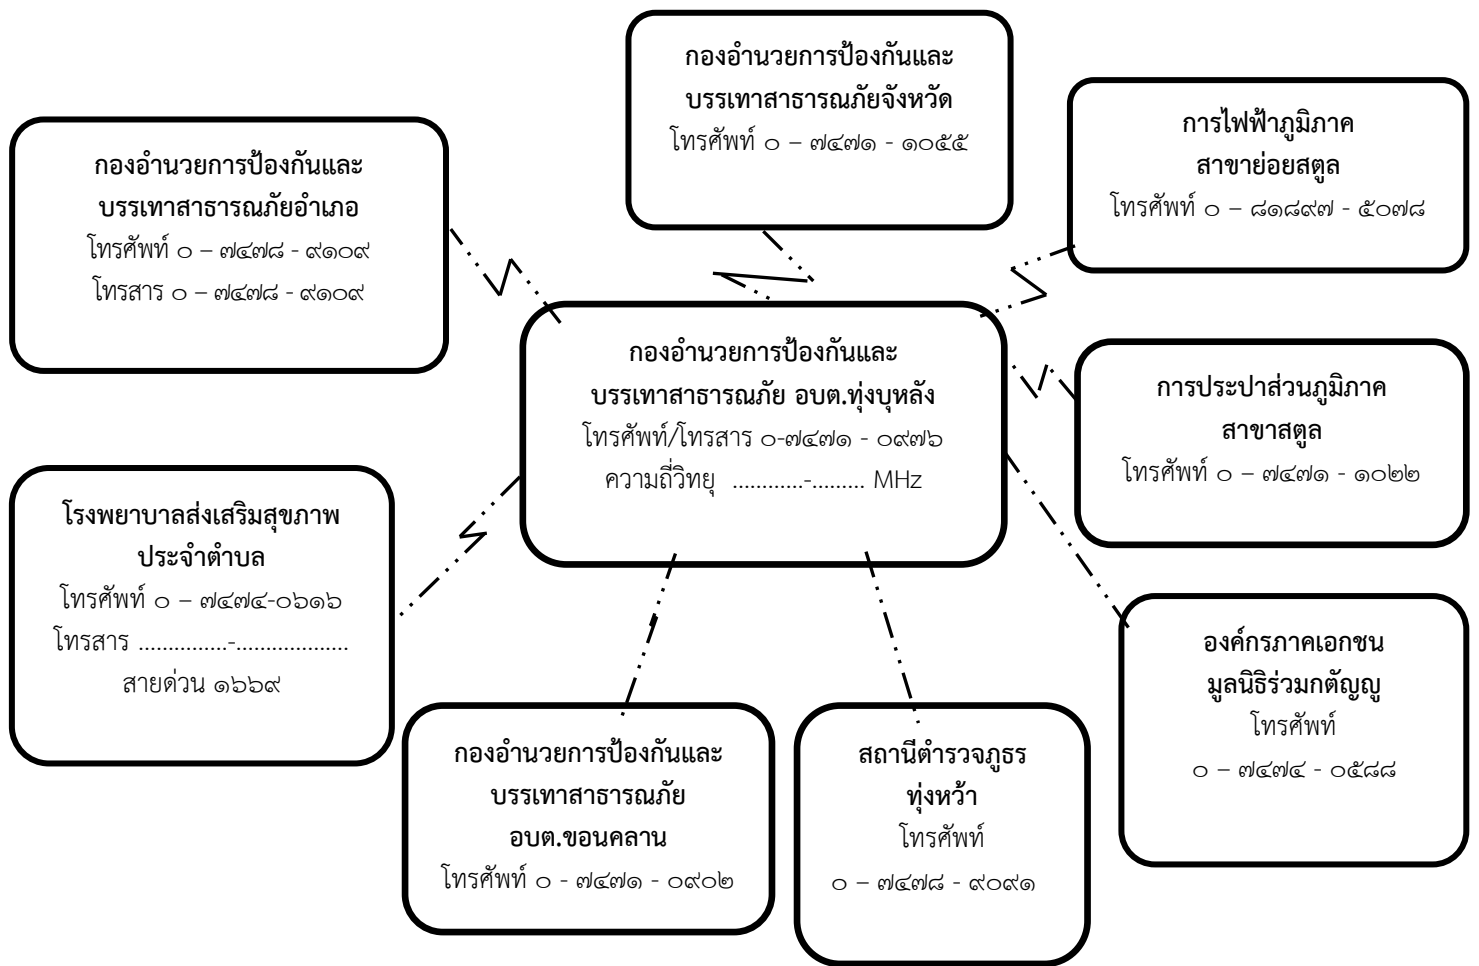 กองอำนวยการป้องกันและ
บรรเทาสาธารณภัยจังหวัด
โทรศัพท์ ๐ – ๗๔๗๑ - ๑๐๕๕
การไฟฟ้าภูมิภาค
สาขาย่อยสตูล
โทรศัพท์ ๐ – ๘๑๘๙๗ - ๕๐๗๘
กองอำนวยการป้องกันและ
บรรเทาสาธารณภัยอำเภอ
โทรศัพท์ ๐ – ๗๔๗๘ - ๙๑๐๙
โทรสาร ๐ – ๗๔๗๘ - ๙๑๐๙
กองอำนวยการป้องกันและ
บรรเทาสาธารณภัย อบต.ทุ่งบุหลัง
โทรศัพท์/โทรสาร ๐-๗๔๗๑ - ๐๙๗๖
ความถี่วิทยุ ............-......... MHz
การประปาส่วนภูมิภาค
สาขาสตูล
โทรศัพท์ ๐ – ๗๔๗๑ - ๑๐๒๒
โรงพยาบาลส่งเสริมสุขภาพ
ประจำตำบล
โทรศัพท์ ๐ – ๗๔๗๔-๐๖๑๖
โทรสาร ...............-...................
สายด่วน ๑๖๖๙
องค์กรภาคเอกชน
มูลนิธิร่วมกตัญญู
โทรศัพท์
๐ – ๗๔๗๔ - ๐๕๘๘
กองอำนวยการป้องกันและ
บรรเทาสาธารณภัย
อบต.ขอนคลาน
โทรศัพท์ ๐ - ๗๔๗๑ - ๐๙๐๒
สถานีตำรวจภูธร
ทุ่งหว้า
โทรศัพท์
๐ – ๗๔๗๘ - ๙๐๙๑